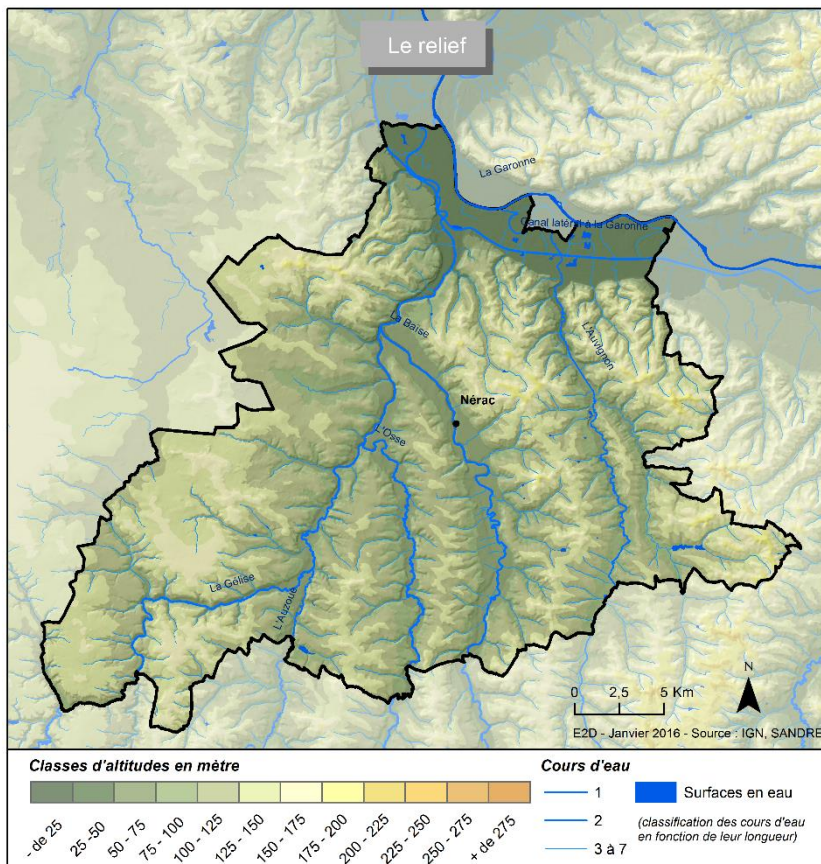 Le relief
La Garonne
Canal latéral à la Garonne
La Baïse
L'Auvignon
Nérac
L'Osse
La Gélise
L'Auzoue
N
0 2,5 5 Km
E2D - Janvier 2016 - Source : IGN, SANDRE
Classes d'altitudes en mètre
- de 25
25 -50
50 - 75
75 - 100
100 - 125
125 - 150
150 - 175
175 - 200
200 - 225
225 - 250
250 - 275
+ de 275
Cours d'eau
1
2
3 à 7
Surfaces en eau
(classification des cours d'eau
en fonction de leur longueur)